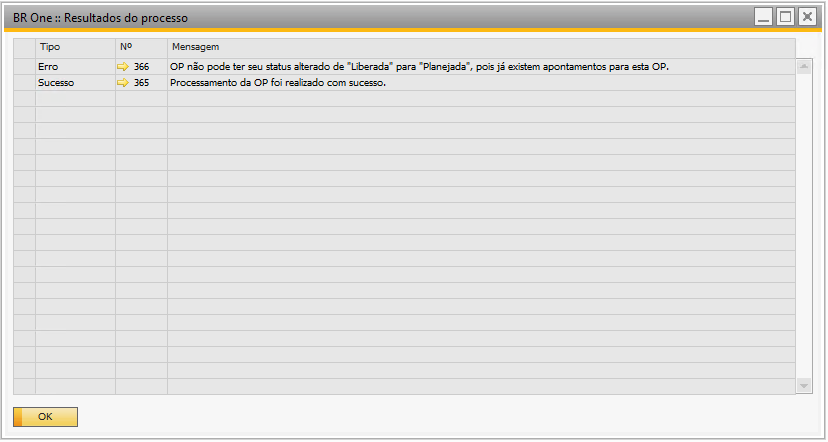 BR One :: Resultados do processo
Tipo Nº Mensagem
Erro 366 OP não pode ter seu status alterado de "Liberada" para "Planejada", pois já existem apontamentos para esta OP.
Sucesso 365 Processamento da OP foi realizado com sucesso.
OK